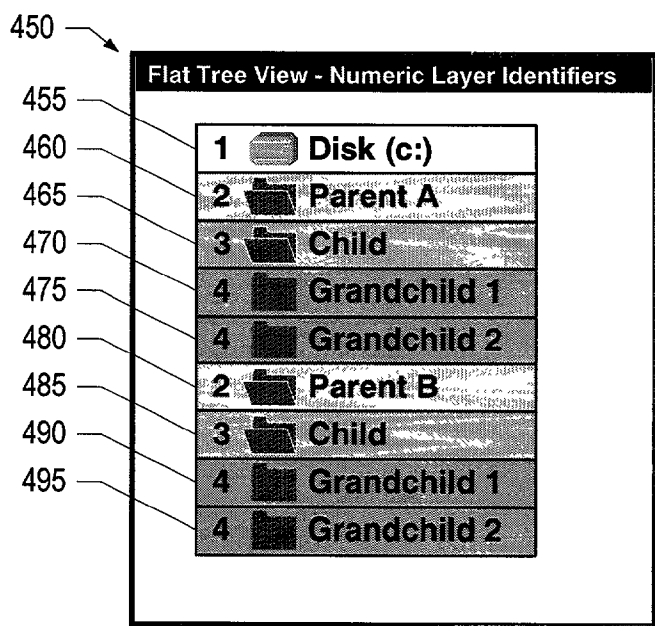 450
Flat Tree View - Numeric Layer Identifiers
455 1 Disk (c:)
460 2 Parent A
465 3 Child
470 4 Grandchild 1
475 4 Grandchild 2
480 2 Parent B
485 3 Child
490 4 Grandchild 1
495 4 Grandchild 2